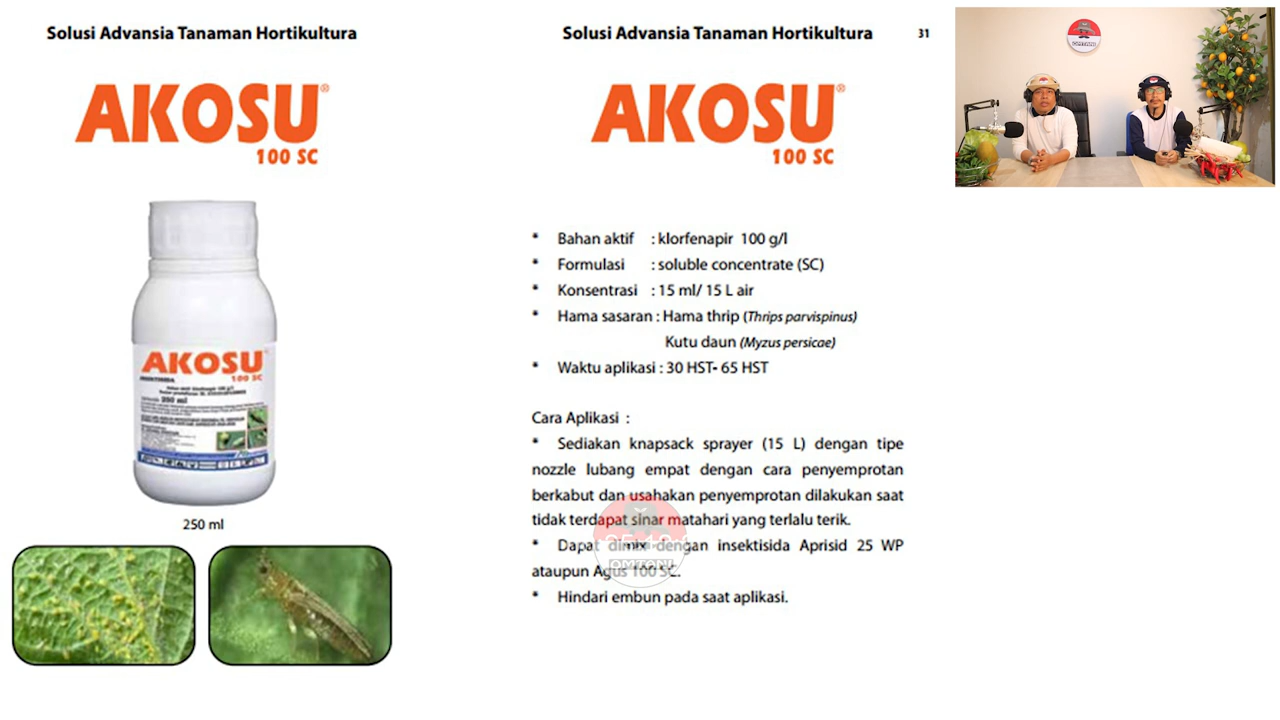 Solusi Advansia Tanaman Hortikultura
AKOSU®
100 SC
AKOSU
100 SC
250 ml
250 ml
Solusi Advansia Tanaman Hortikultura 31
AKOSU®
100 SC
* Bahan aktif : klorfenapir 100 g/l
* Formulasi : soluble concentrate (SC)
* Konsentrasi : 15 ml/ 15 L air
* Hama sasaran : Hama thrip (Thrips parvispinus)
Kutu daun (Myzus persicae)
* Waktu aplikasi : 30 HST- 65 HST
Cara Aplikasi :
* Sediakan knapsack sprayer (15 L) dengan tipe
nozzle lubang empat dengan cara penyemprotan
berkabut dan usahakan penyemprotan dilakukan saat
tidak terdapat sinar matahari yang terlalu terik.
* Dapat dimix dengan insektisida Aprisid 25 WP
ataupun Agus 100 SC.
* Hindari embun pada saat aplikasi.
OMTANI
OMTANI